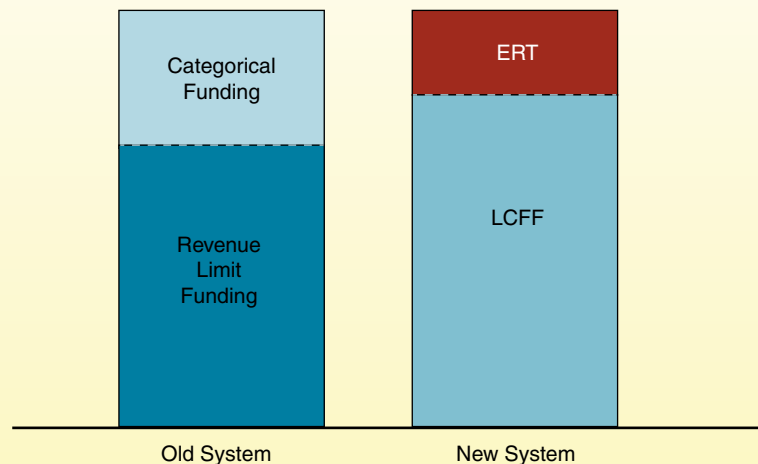 Categorical
Funding
Revenue
Limit
Funding
ERT
LCFF
Old System
New System